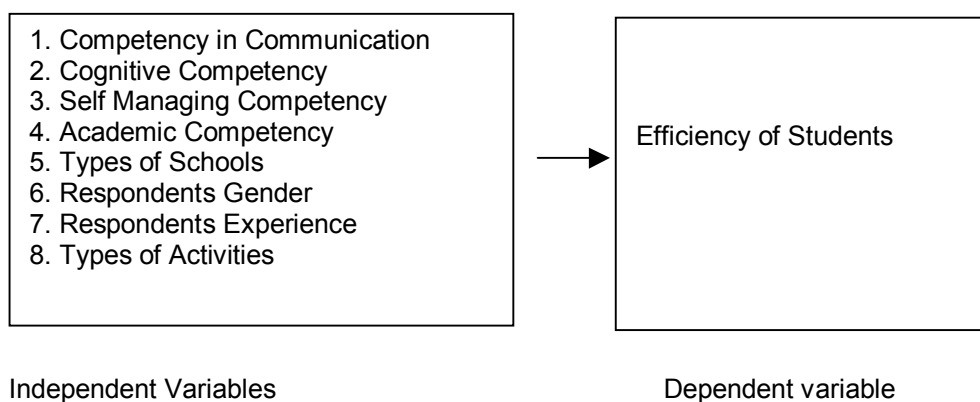 1. Competency in Communication
2. Cognitive Competency
3. Self Managing Competency
4. Academic Competency
5. Types of Schools
6. Respondents Gender
7. Respondents Experience
8. Types of Activities
Efficiency of Students
Independent Variables
Dependent variable